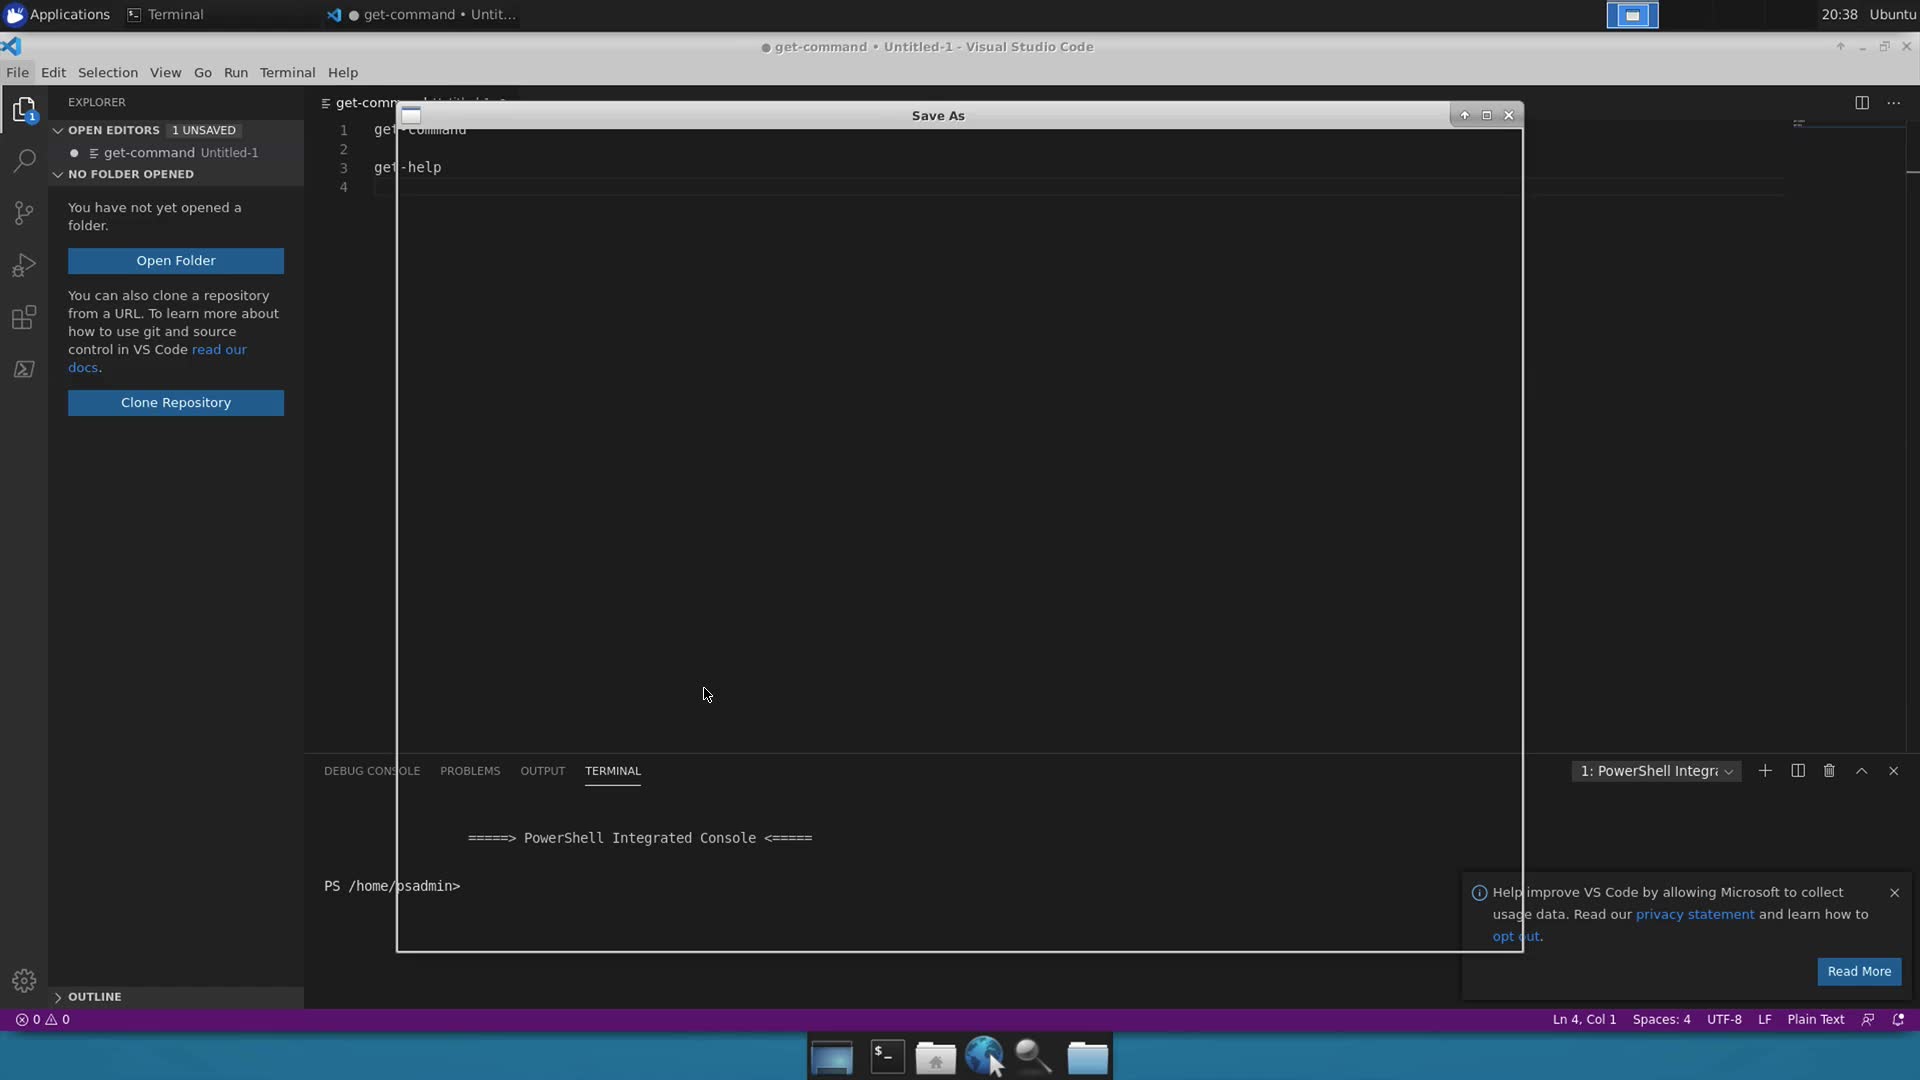 Applications
Terminal
● get-command • Untit...
20:38
Ubuntu
● get-command • Untitled-1 - Visual Studio Code
File Edit Selection View Go Run Terminal Help
1
EXPLORER
OPEN EDITORS 1 UNSAVED
● get-command Untitled-1
NO FOLDER OPENED
You have not yet opened a
folder.
Open Folder
You can also clone a repository
from a URL. To learn more about
how to use git and source
control in VS Code read our
docs.
Clone Repository
OUTLINE
Save As
1 get-command
2
3 get-help
4
DEBUG CONSOLE PROBLEMS OUTPUT TERMINAL
1: PowerShell Integra
=====> PowerShell Integrated Console <=====
PS /home/psadmin>
Help improve VS Code by allowing Microsoft to collect
usage data. Read our privacy statement and learn how to
opt out.
Read More
0 0
Ln 4, Col 1 Spaces: 4 UTF-8 LF Plain Text
$_